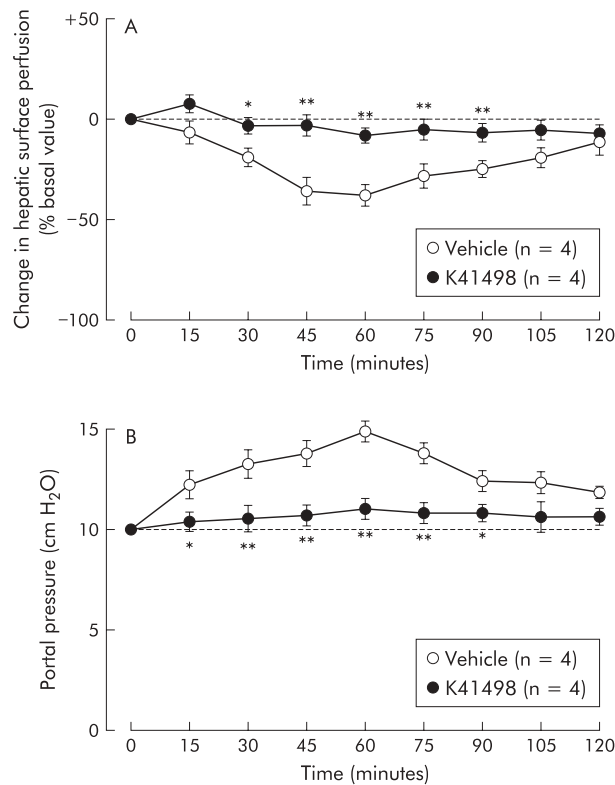 A
+50
0
−50
−100
Change in hepatic surface perfusion
(% basal value)
* ** ** ** **
Vehicle (n = 4)
K41498 (n = 4)
0 15 30 45 60 75 90 105 120
Time (minutes)
B
15
10
5
0
Portal pressure (cm H₂O)
* ** ** ** ** *
Vehicle (n = 4)
K41498 (n = 4)
0 15 30 45 60 75 90 105 120
Time (minutes)